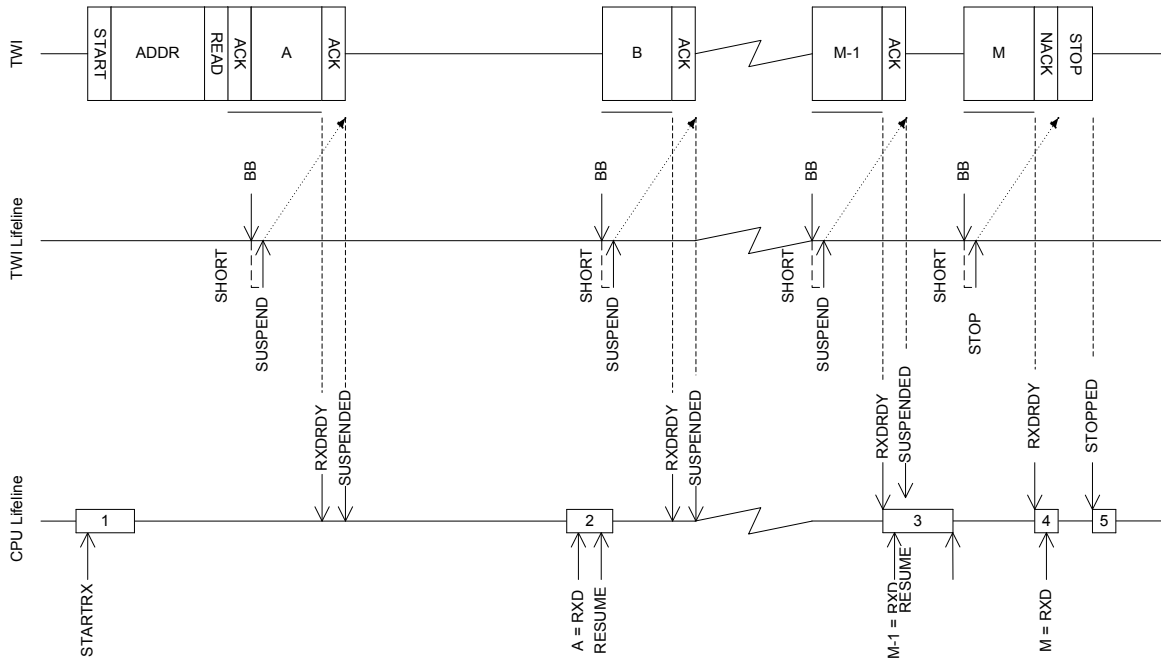 TWI
START
ADDR
READ
ACK
A
ACK
B
ACK
M-1
ACK
M
NACK
STOP
TWI Lifeline
BB
SHORT
SUSPEND
BB
SHORT
SUSPEND
BB
SHORT
SUSPEND
BB
SHORT
STOP
CPU Lifeline
RXDRDY
SUSPENDED
RXDRDY
SUSPENDED
RXDRDY
SUSPENDED
RXDRDY
STOPPED
1
2
3
4
5
STARTRX
A = RXD
RESUME
M-1 = RXD
RESUME
M = RXD